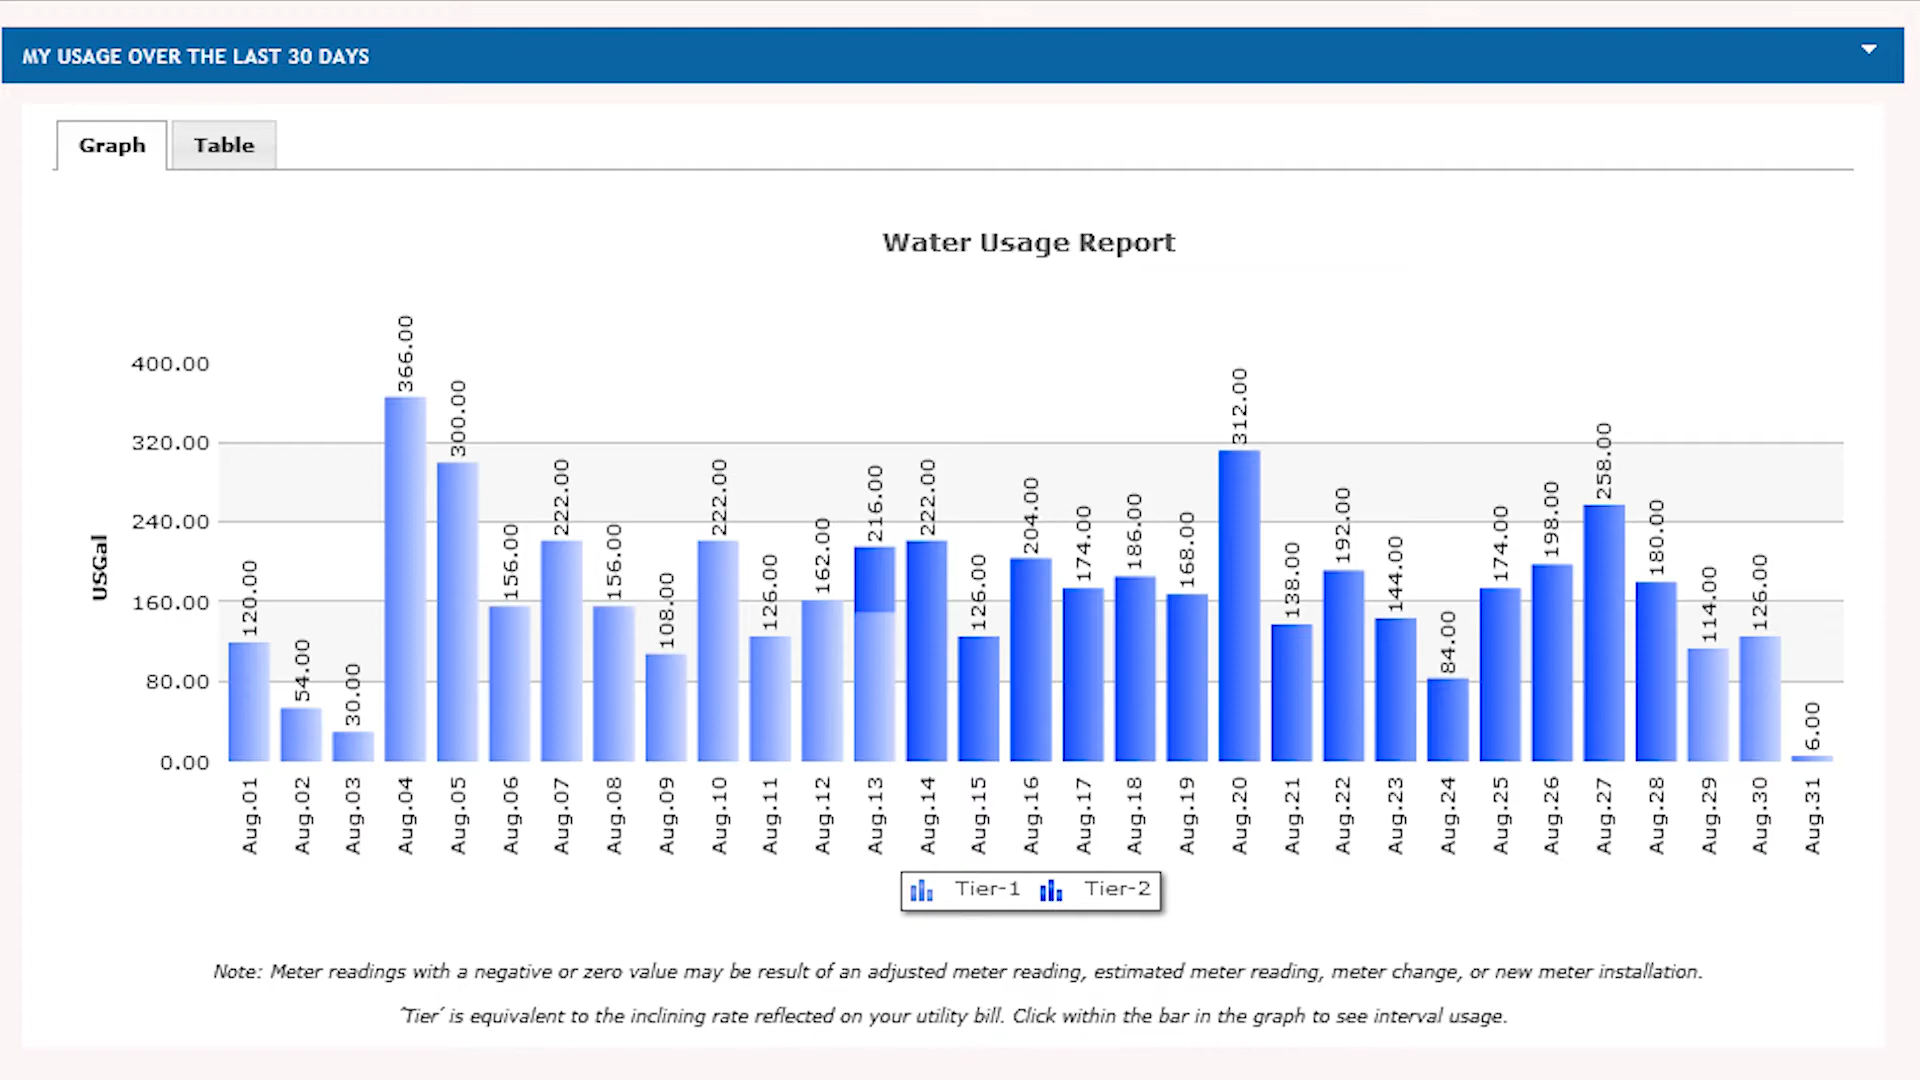 MY USAGE OVER THE LAST 30 DAYS
Graph Table
Water Usage Report
USGal
400.00
320.00
240.00
160.00
80.00
0.00
120.00 54.00 30.00 366.00 300.00 156.00 222.00 156.00 108.00 222.00 126.00 162.00 216.00 222.00 126.00 204.00 174.00 186.00 168.00 312.00 138.00 192.00 144.00 84.00 174.00 198.00 258.00 180.00 114.00 126.00 6.00
Aug.01 Aug.02 Aug.03 Aug.04 Aug.05 Aug.06 Aug.07 Aug.08 Aug.09 Aug.10 Aug.11 Aug.12 Aug.13 Aug.14 Aug.15 Aug.16 Aug.17 Aug.18 Aug.19 Aug.20 Aug.21 Aug.22 Aug.23 Aug.24 Aug.25 Aug.26 Aug.27 Aug.28 Aug.29 Aug.30 Aug.31
Tier-1 Tier-2
Note: Meter readings with a negative or zero value may be result of an adjusted meter reading, estimated meter reading, meter change, or new meter installation.
'Tier' is equivalent to the inclining rate reflected on your utility bill. Click within the bar in the graph to see interval usage.